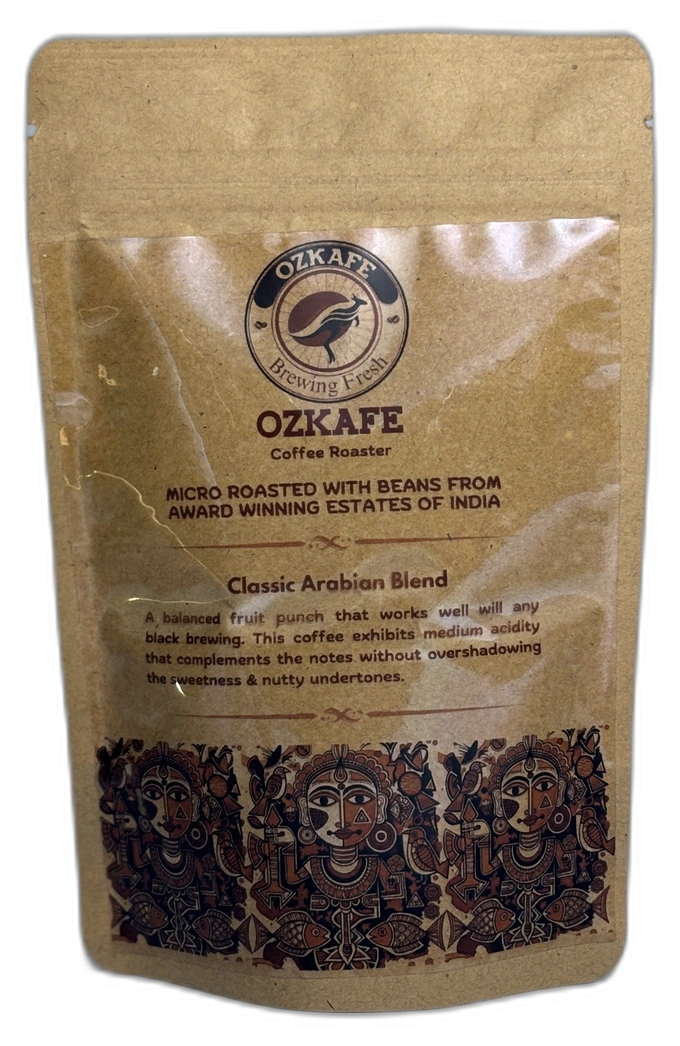 OZKAFE
Brewing Fresh
OZKAFE
Coffee Roaster
MICRO ROASTED WITH BEANS FROM
AWARD WINNING ESTATES OF INDIA
Classic Arabian Blend
A balanced fruit punch that works well will any
black brewing. This coffee exhibits medium acidity
that complements the notes without overshadowing
the sweetness & nutty undertones.